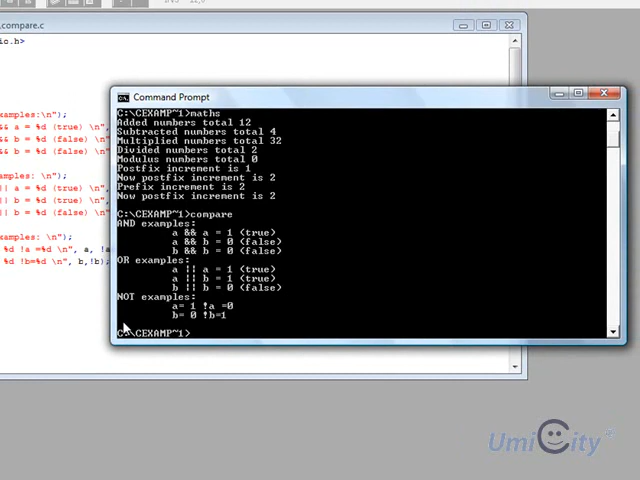 compare.c
ic.h>
Command Prompt
C:\CEXAMP~1>maths
Added numbers total 12
Subtracted numbers total 4
Multiplied numbers total 32
Divided numbers total 2
Modulus numbers total 0
Postfix increment is 1
Now postfix increment is 2
Prefix increment is 2
Now postfix increment is 2
C:\CEXAMP~1>compare
AND examples:
a && a = 1 (true)
a && b = 0 (false)
b && b = 0 (false)
OR examples:
a || a = 1 (true)
a || b = 1 (true)
b || b = 0 (false)
NOT examples:
a= 1 !a =0
b= 0 !b=1
C:\CEXAMP~1>
xamples:\n");
&& a = %d (true) \n",
&& b = %d (false) \n"
&& b = %d (false) \n"
s: \n");
|| a = %d (true) \n",
|| b = %d (true) \n",
|| b = %d (false) \n"
xamples: \n");
%d !a =%d \n", a, !a
%d !b=%d \n", b,!b);
UmiCity